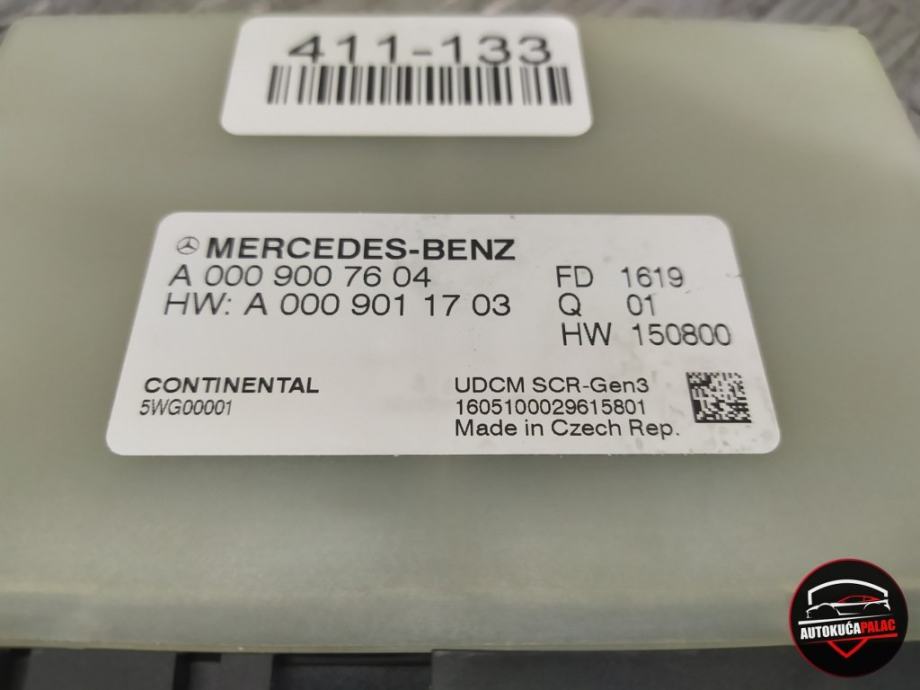 411-133
MERCEDES-BENZ
A 000 900 76 04
HW: A 000 901 17 03
FD 1619
Q 01
HW 150800
CONTINENTAL
5WG00001
UDCM SCR-Gen3
1605100029615801
Made in Czech Rep.
AUTOKUĆAPALAC